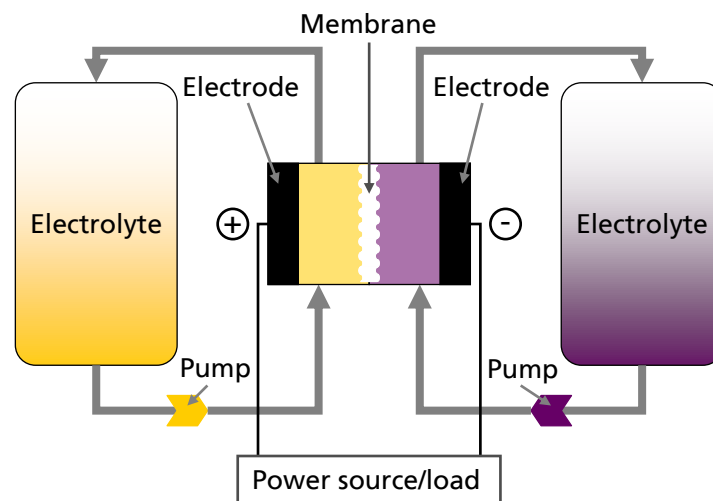 Membrane
Electrode
Electrode
Electrolyte
+
-
Electrolyte
Pump
Pump
Power source/load